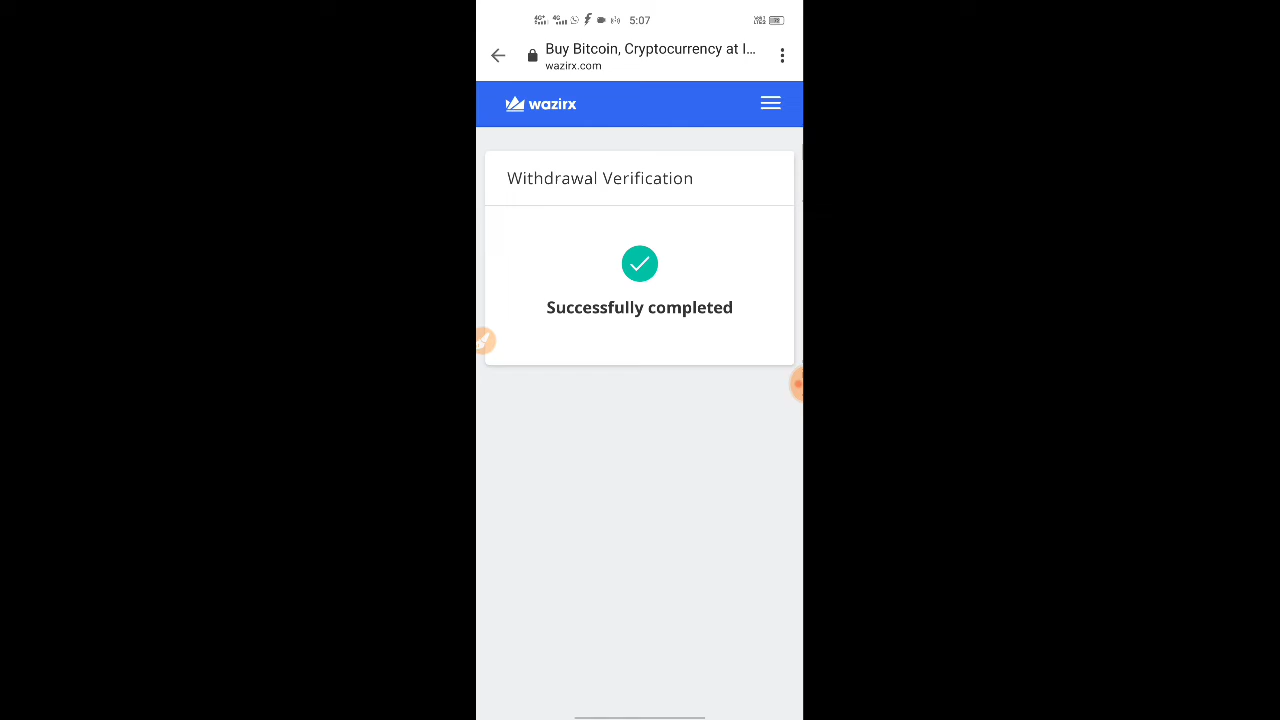 5:07
Buy Bitcoin, Cryptocurrency at I...
wazirx.com
wazirx
Withdrawal Verification
Successfully completed